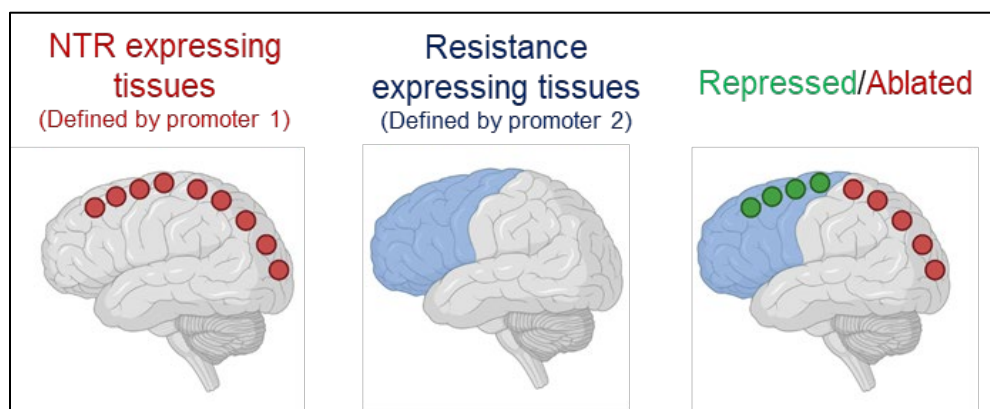 NTR expressing
tissues
(Defined by promoter 1)
Resistance
expressing tissues
(Defined by promoter 2)
Repressed/Ablated